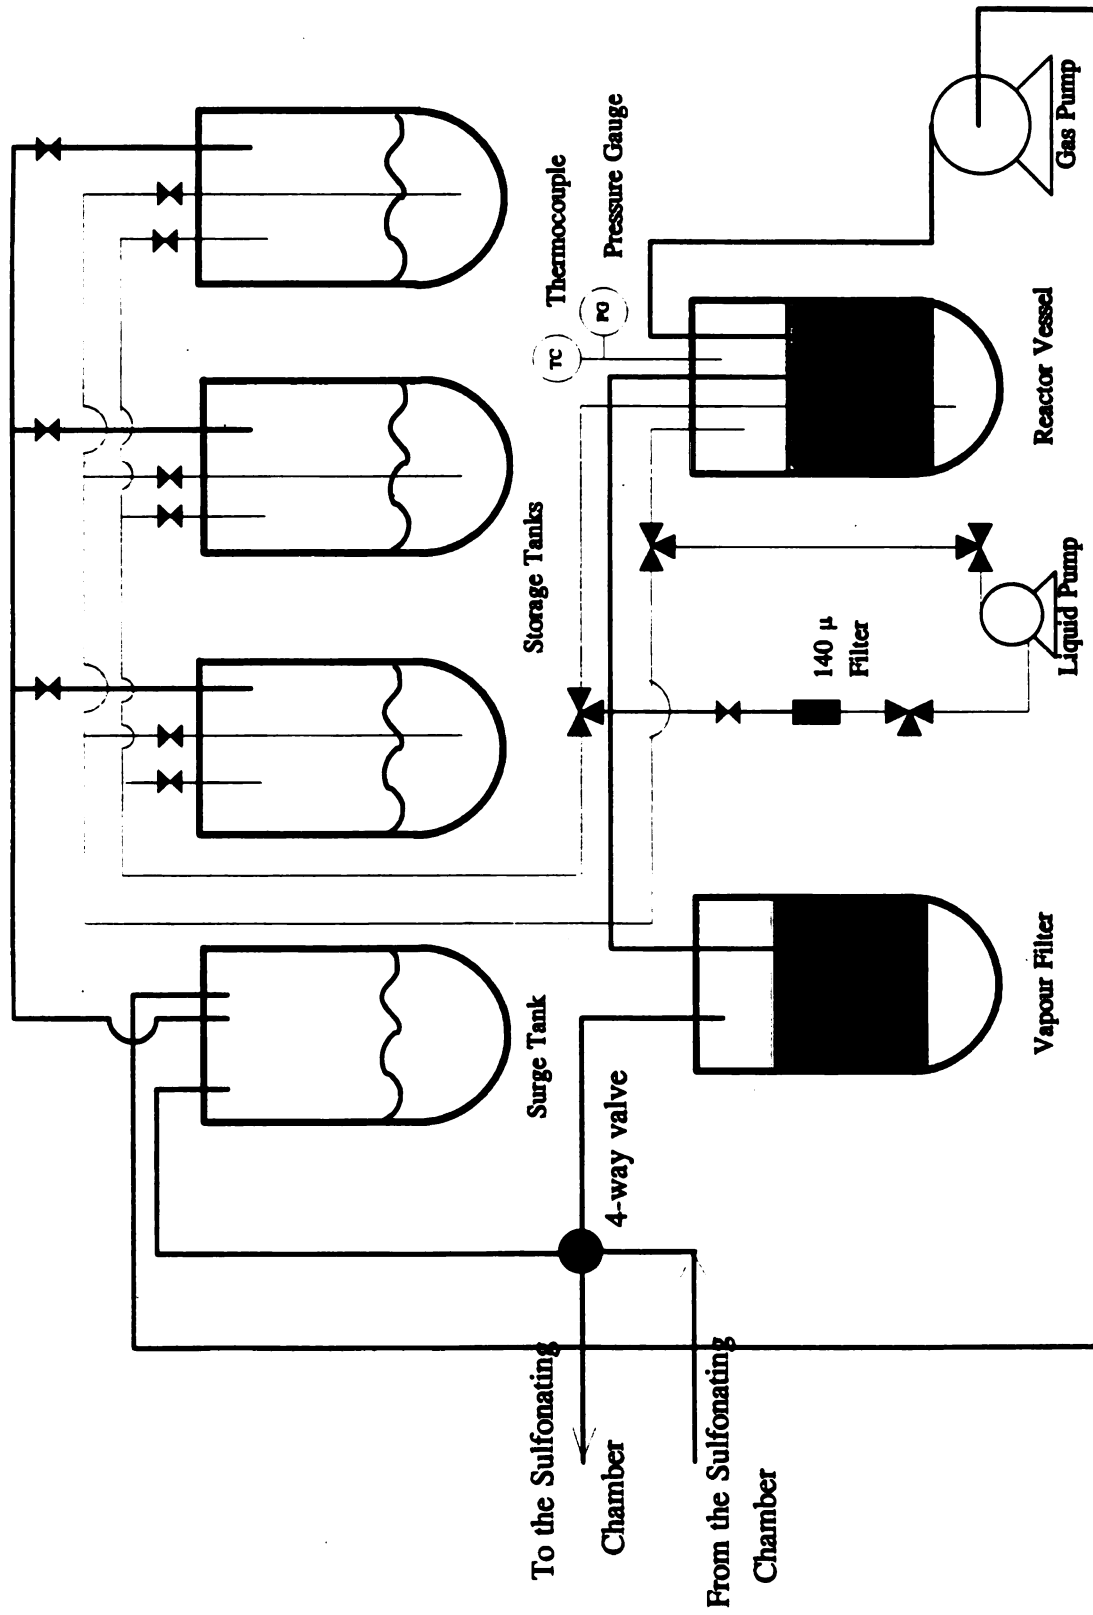 Surge Tank
Storage Tanks
To the Sulfonating
Chamber
From the Sulfonating
Chamber
4-way valve
TC
PG
Thermocouple
Pressure Gauge
140 μ
Filter
Vapour Filter
Liquid Pump
Reactor Vessel
Gas Pump